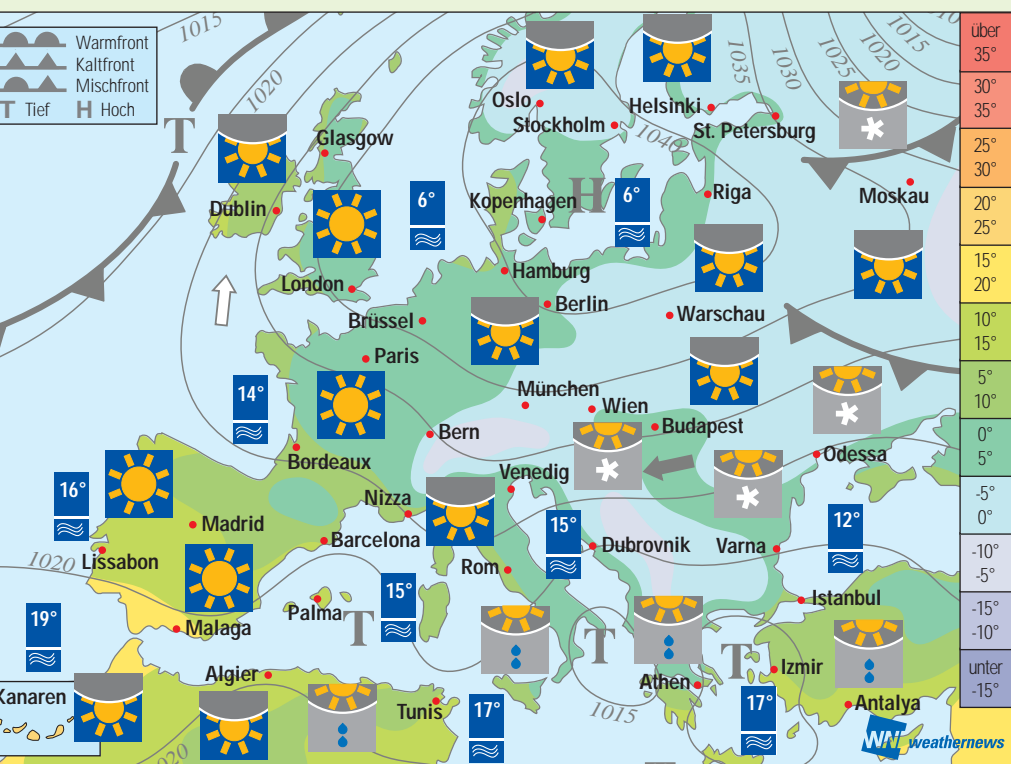 1015
Warmfront
Kaltfront
Mischfront
T Tief H Hoch
1020
T
Glasgow
Dublin
London
6°
Oslo
Stockholm
Helsinki
St. Petersburg
1040
1035
1030
1025
1020
1015
Kopenhagen
H
6°
Riga
Moskau
Hamburg
Berlin
Brüssel
Warschau
Paris
München
Wien
14°
Bern
Budapest
Bordeaux
Venedig
Odessa
16°
Nizza
Madrid
Barcelona
15°
Dubrovnik
Varna
12°
Lissabon
1020
Rom
15°
Palma
T
Istanbul
19°
Malaga
T
T
Algier
Athen
Izmir
Kanaren
Tunis
17°
1015
17°
Antalya
1020
WN weathernews
über
35°
30°
35°
25°
30°
20°
25°
15°
20°
10°
15°
5°
10°
0°
5°
-5°
0°
-10°
-5°
-15°
-10°
unter
-15°